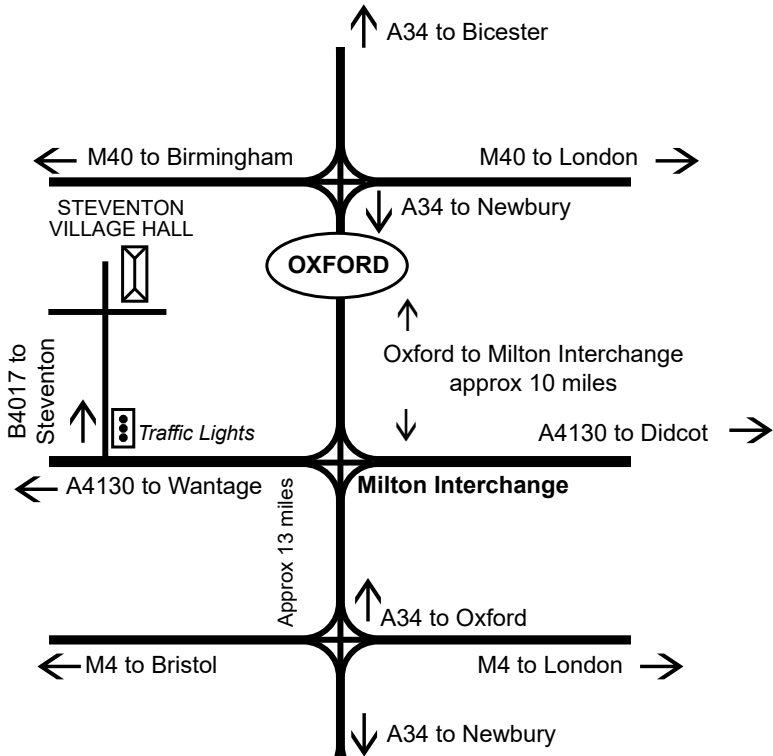 A34 to Bicester
M40 to Birmingham
M40 to London
STEVENTON
VILLAGE HALL
A34 to Newbury
OXFORD
Oxford to Milton Interchange
approx 10 miles
B4017 to
Steventon
Traffic Lights
A4130 to Didcot
A4130 to Wantage
Milton Interchange
Approx 13 miles
A34 to Oxford
M4 to Bristol
M4 to London
A34 to Newbury